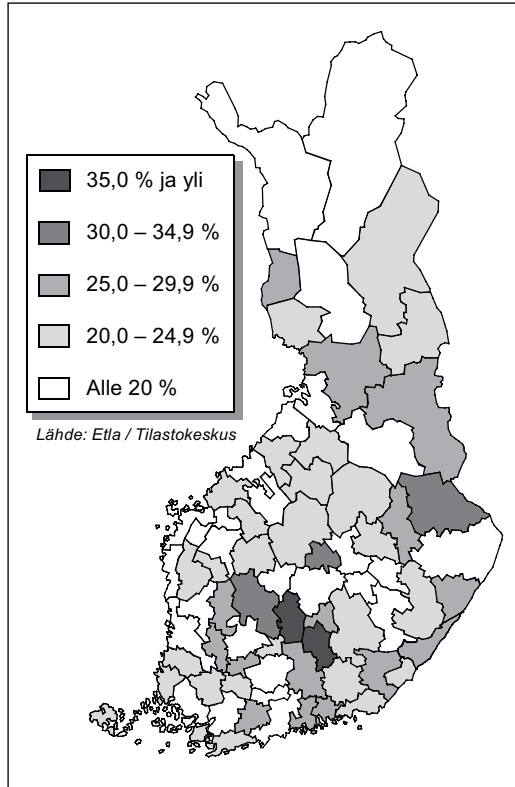 35,0 % ja yli
30,0 – 34,9 %
25,0 – 29,9 %
20,0 – 24,9 %
Alle 20 %
Lähde: Etla / Tilastokeskus